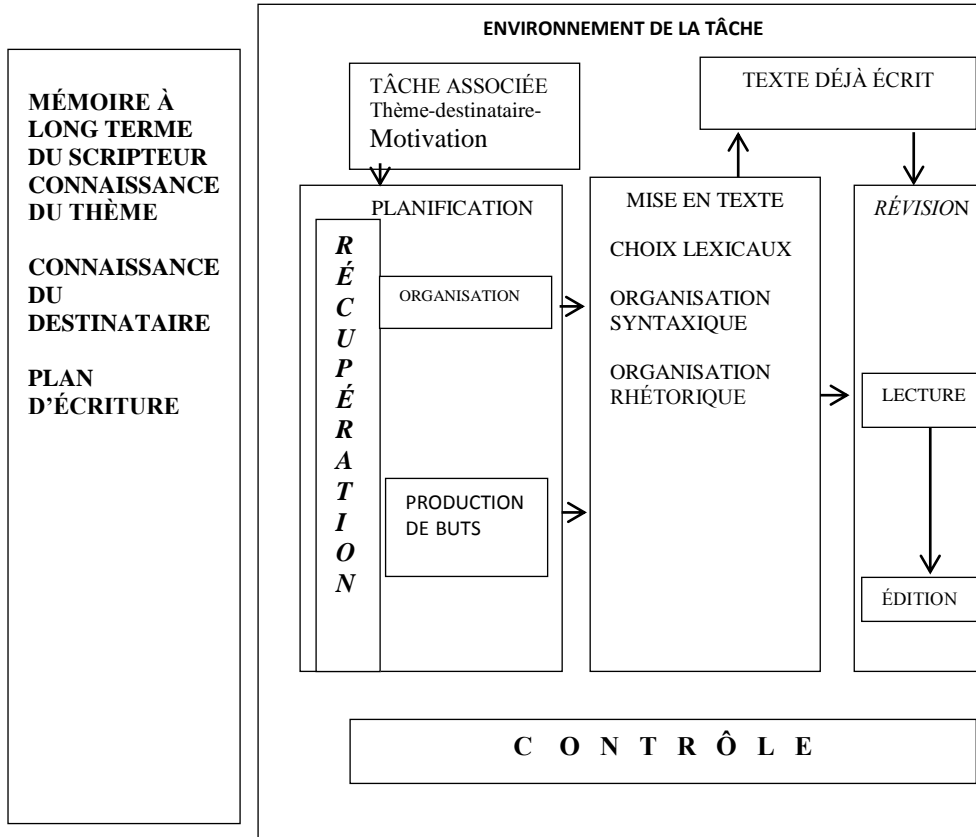 ENVIRONNEMENT DE LA TÂCHE
MÉMOIRE À
LONG TERME
DU SCRIPTEUR
CONNAISSANCE
DU THÈME
CONNAISSANCE
DU
DESTINATAIRE
PLAN
D’ÉCRITURE
TÂCHE ASSOCIÉE
Thème-destinataire-
Motivation
TEXTE DÉJÀ ÉCRIT
PLANIFICATION
RÉCUPÉRATION
ORGANISATION
PRODUCTION
DE BUTS
MISE EN TEXTE
CHOIX LEXICAUX
ORGANISATION
SYNTAXIQUE
ORGANISATION
RHÉTORIQUE
RÉVISION
LECTURE
ÉDITION
C O N T R Ô L E